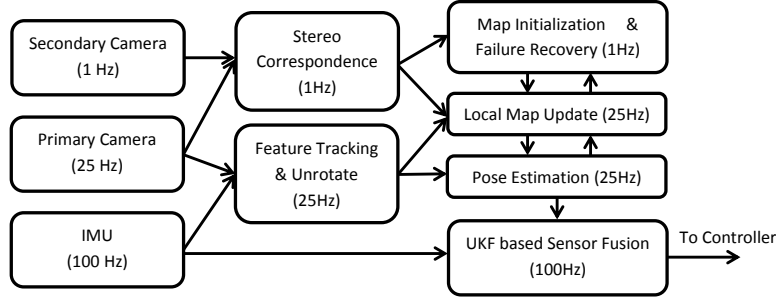 Secondary Camera
(1 Hz)
Stereo
Correspondence
(1Hz)
Map Initialization &
Failure Recovery (1Hz)
Primary Camera
(25 Hz)
Feature Tracking
& Unrotate
(25Hz)
Local Map Update (25Hz)
Pose Estimation (25Hz)
IMU
(100 Hz)
UKF based Sensor Fusion
(100Hz)
To Controller